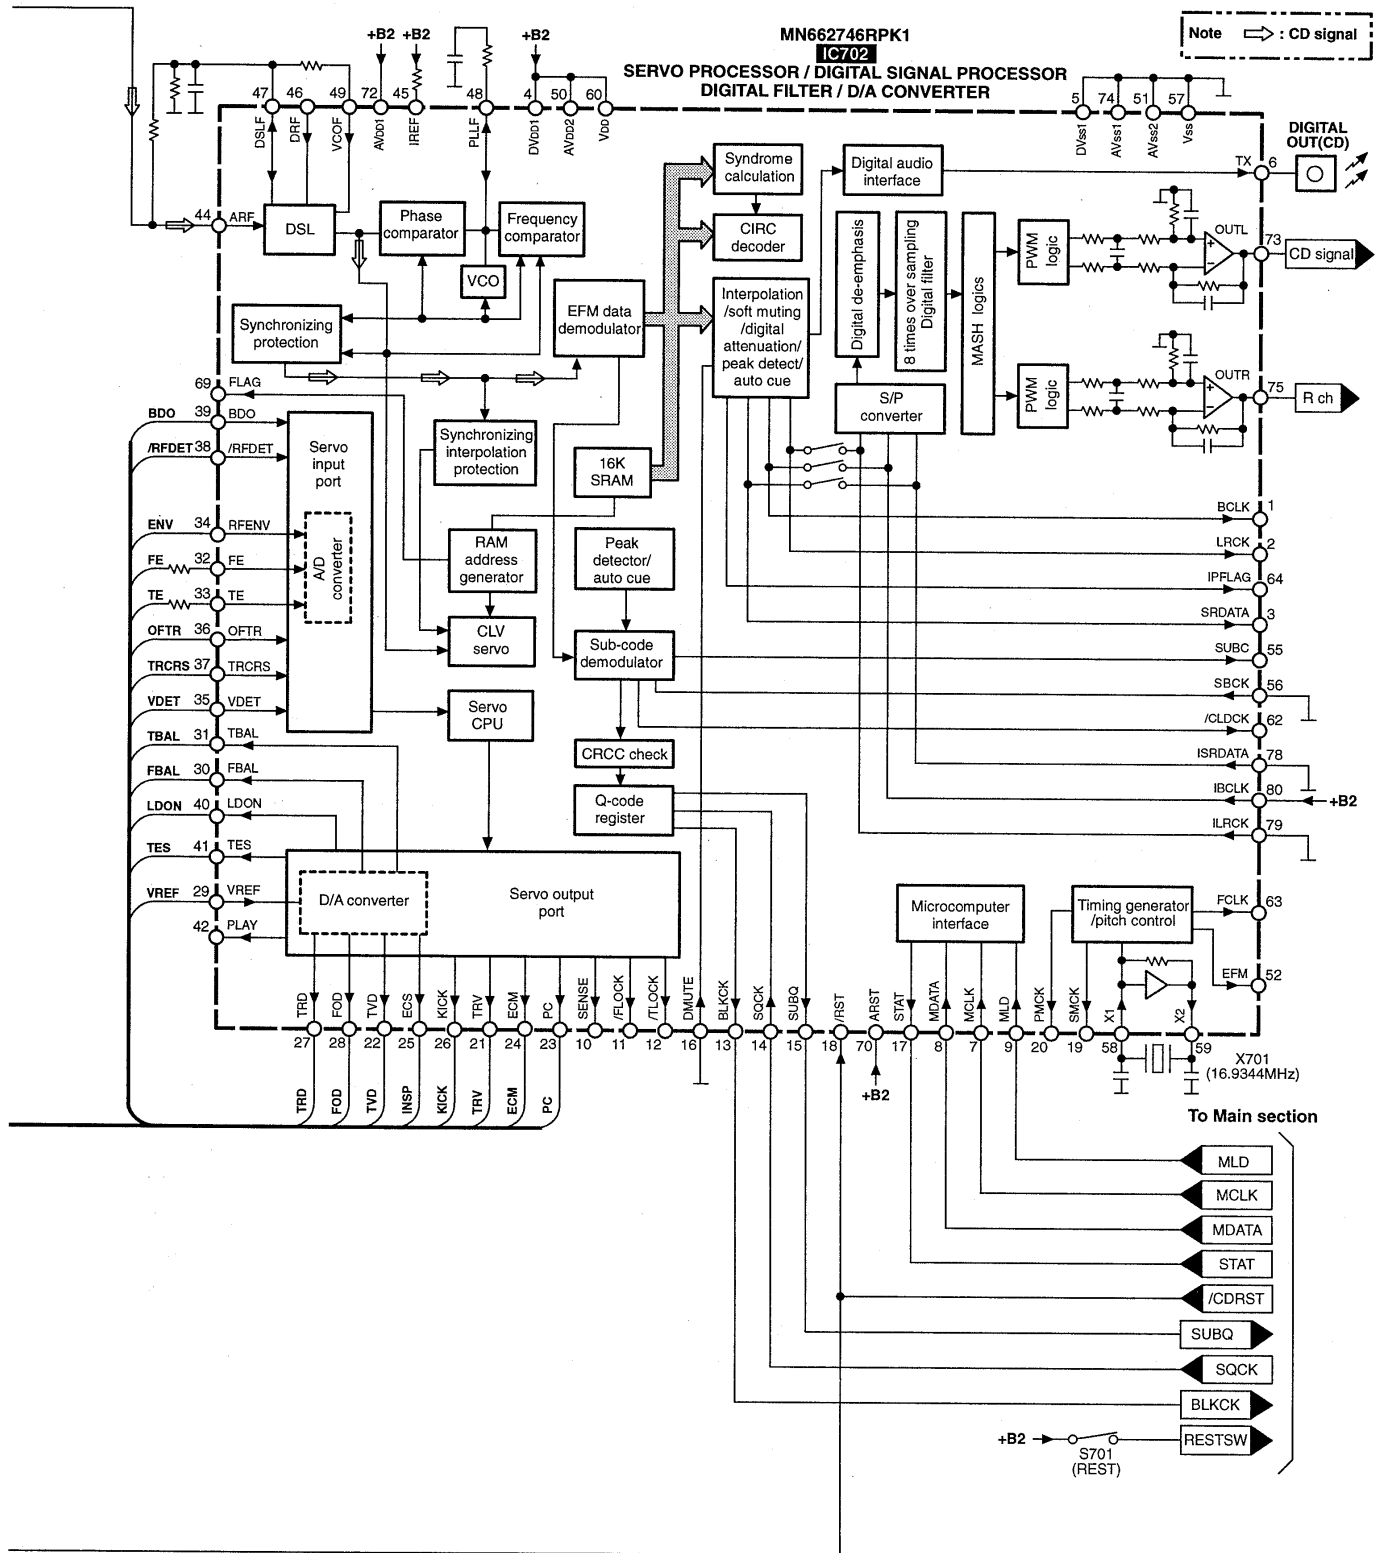 Note : CD signal
MN662746RPK1
IC702
SERVO PROCESSOR / DIGITAL SIGNAL PROCESSOR
DIGITAL FILTER / D/A CONVERTER
+B2 +B2 +B2
47 46 49 72 45 48 4 50 60 5 74 51 57
DSLF DRF VCOF AVDD1 IREF PLLF DVDD1 AVDD2 VDD DVss1 AVss1 AVss2 Vss
DIGITAL
OUT(CD)
TX 6
44 ARF
DSL
Phase
comparator
Frequency
comparator
VCO
Synchronizing
protection
EFM data
demodulator
Syndrome
calculation
CIRC
decoder
Digital audio
interface
Interpolation
/soft muting
/digital
attenuation/
peak detect/
auto cue
Digital de-emphasis
8 times over sampling
Digital filter
MASH logics
S/P
converter
PWM
logic
OUTL
73
CD signal
PWM
logic
OUTR
75
R ch
69 FLAG
BDO 39 BDO
/RFDET 38 /RFDET
ENV 34 RFENV
FE 32 FE
TE 33 TE
OFTR 36 OFTR
TRCRS 37 TRCRS
VDET 35 VDET
TBAL 31 TBAL
FBAL 30 FBAL
LDON 40 LDON
TES 41 TES
VREF 29 VREF
42 PLAY
Servo
input
port
A/D
converter
Synchronizing
interpolation
protection
16K
SRAM
RAM
address
generator
Peak
detector/
auto cue
CLV
servo
Sub-code
demodulator
Servo
CPU
CRCC check
Q-code
register
D/A converter
Servo output
port
BCLK 1
LRCK 2
IPFLAG 64
SRDATA 3
SUBC 55
SBCK 56
/CLDCK 62
ISRDATA 78
IBCLK 80 +B2
ILRCK 79
Microcomputer
interface
Timing generator
/pitch control
FCLK 63
EFM 52
TRD FOD TVD ECS KICK TRV ECM PC SENSE /FLOCK /TLOCK DMUTE BLKCK SQCK SUBQ /RST ARST STAT MDATA MCLK MLD PMCK SMCK X1 X2
27 28 22 25 26 21 24 23 10 11 12 16 13 14 15 18 70 17 8 7 9 20 19 58 59
TRD FOD TVD INSP KICK TRV ECM PC
+B2
X701
(16.9344MHz)
To Main section
MLD
MCLK
MDATA
STAT
/CDRST
SUBQ
SQCK
BLKCK
+B2 RESTSW
S701
(REST)